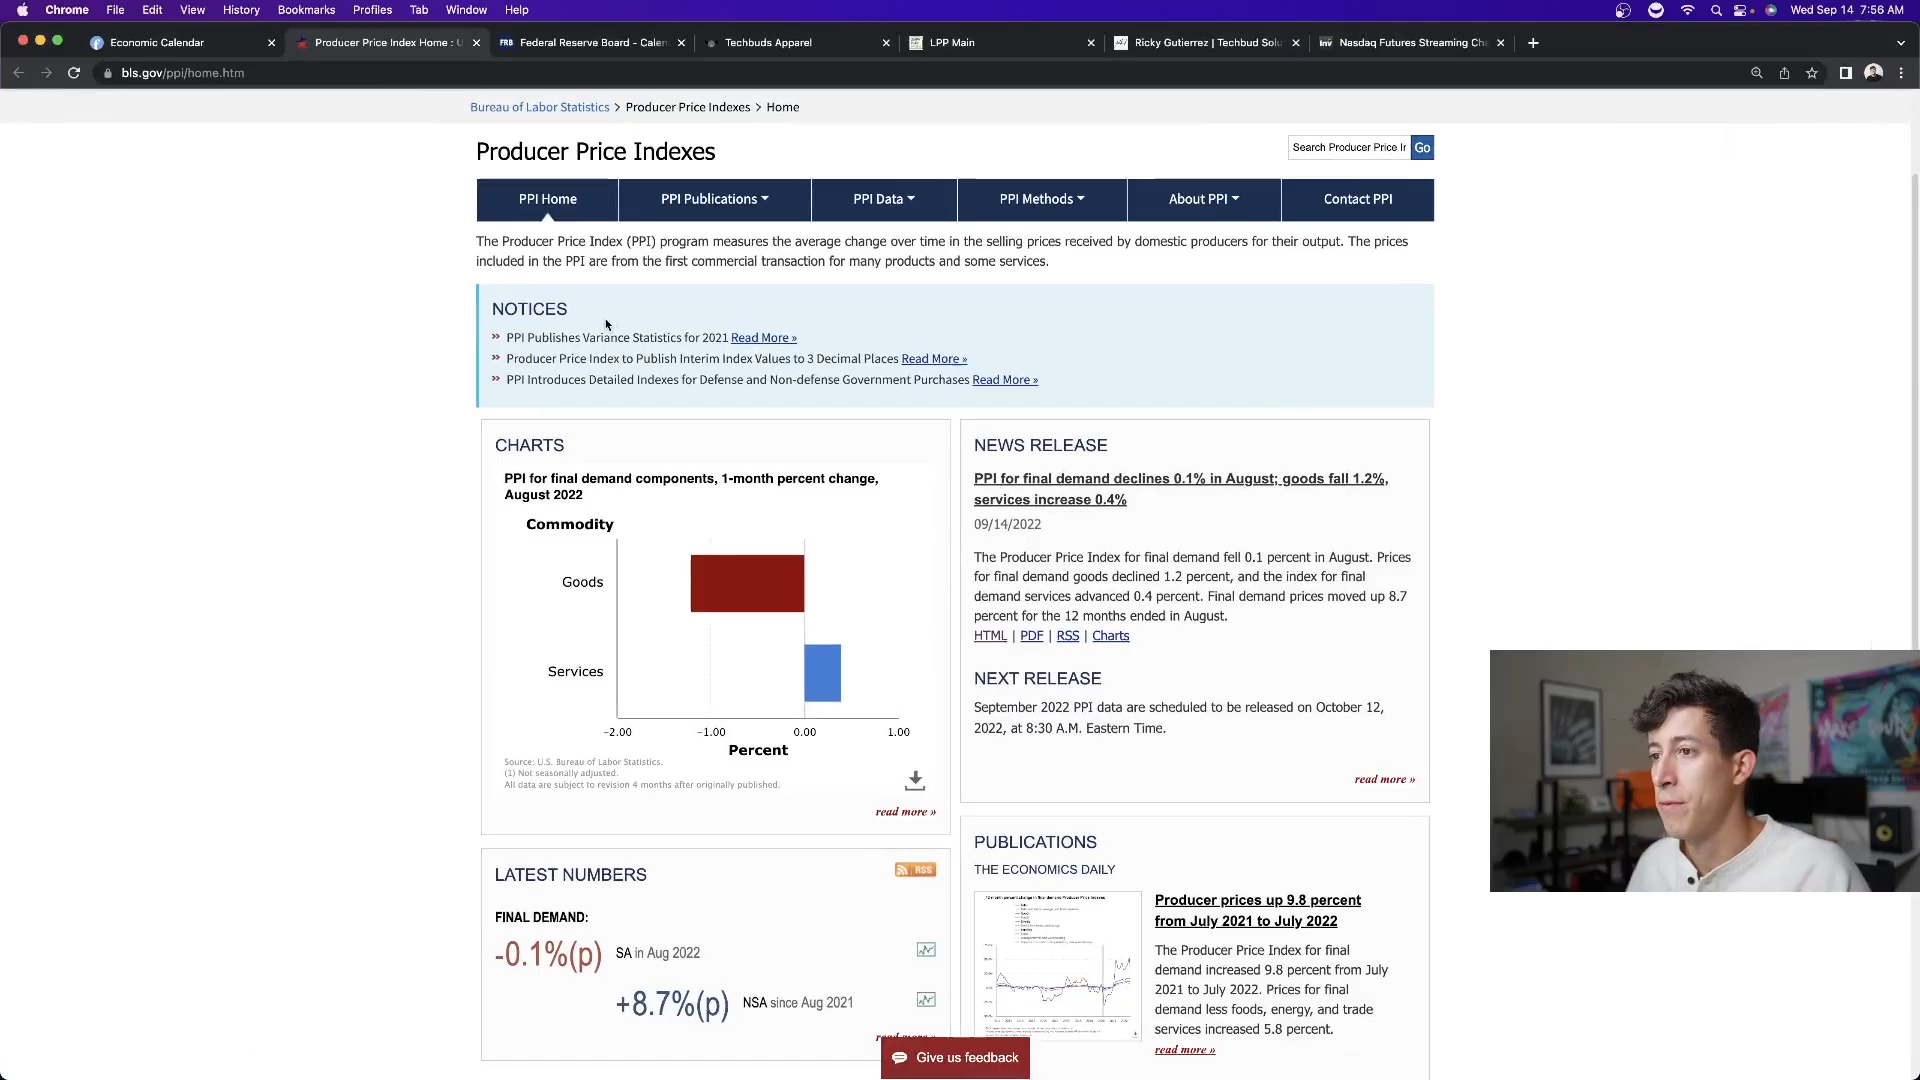 Chrome File Edit View History Bookmarks Profiles Tab Window Help Wed Sep 14 7:56 AM
Economic Calendar
Producer Price Index Home : U
FRB Federal Reserve Board - Calen
Techbuds Apparel
LPP Main
Ricky Gutierrez | Techbud Solu
Inv Nasdaq Futures Streaming Ch
bls.gov/ppi/home.htm
Bureau of Labor Statistics > Producer Price Indexes > Home
Producer Price Indexes
Search Producer Price Ir Go
PPI Home PPI Publications PPI Data PPI Methods About PPI Contact PPI
The Producer Price Index (PPI) program measures the average change over time in the selling prices received by domestic producers for their output. The prices
included in the PPI are from the first commercial transaction for many products and some services.
NOTICES
PPI Publishes Variance Statistics for 2021 Read More »
Producer Price Index to Publish Interim Index Values to 3 Decimal Places Read More »
PPI Introduces Detailed Indexes for Defense and Non-defense Government Purchases Read More »
CHARTS
PPI for final demand components, 1-month percent change,
August 2022
Commodity
Goods
Services
-2.00 -1.00 0.00 1.00
Percent
Source: U.S. Bureau of Labor Statistics.
(1) Not seasonally adjusted.
All data are subject to revision 4 months after originally published.
read more »
LATEST NUMBERS
RSS
FINAL DEMAND:
-0.1%(p) SA in Aug 2022
+8.7%(p) NSA since Aug 2021
read more »
NEWS RELEASE
PPI for final demand declines 0.1% in August; goods fall 1.2%,
services increase 0.4%
09/14/2022
The Producer Price Index for final demand fell 0.1 percent in August. Prices
for final demand goods declined 1.2 percent, and the index for final
demand services advanced 0.4 percent. Final demand prices moved up 8.7
percent for the 12 months ended in August.
HTML | PDF | RSS | Charts
NEXT RELEASE
September 2022 PPI data are scheduled to be released on October 12,
2022, at 8:30 A.M. Eastern Time.
read more »
PUBLICATIONS
THE ECONOMICS DAILY
Producer prices up 9.8 percent
from July 2021 to July 2022
The Producer Price Index for final
demand increased 9.8 percent from July
2021 to July 2022. Prices for final
demand less foods, energy, and trade
services increased 5.8 percent.
read more »
Give us feedback